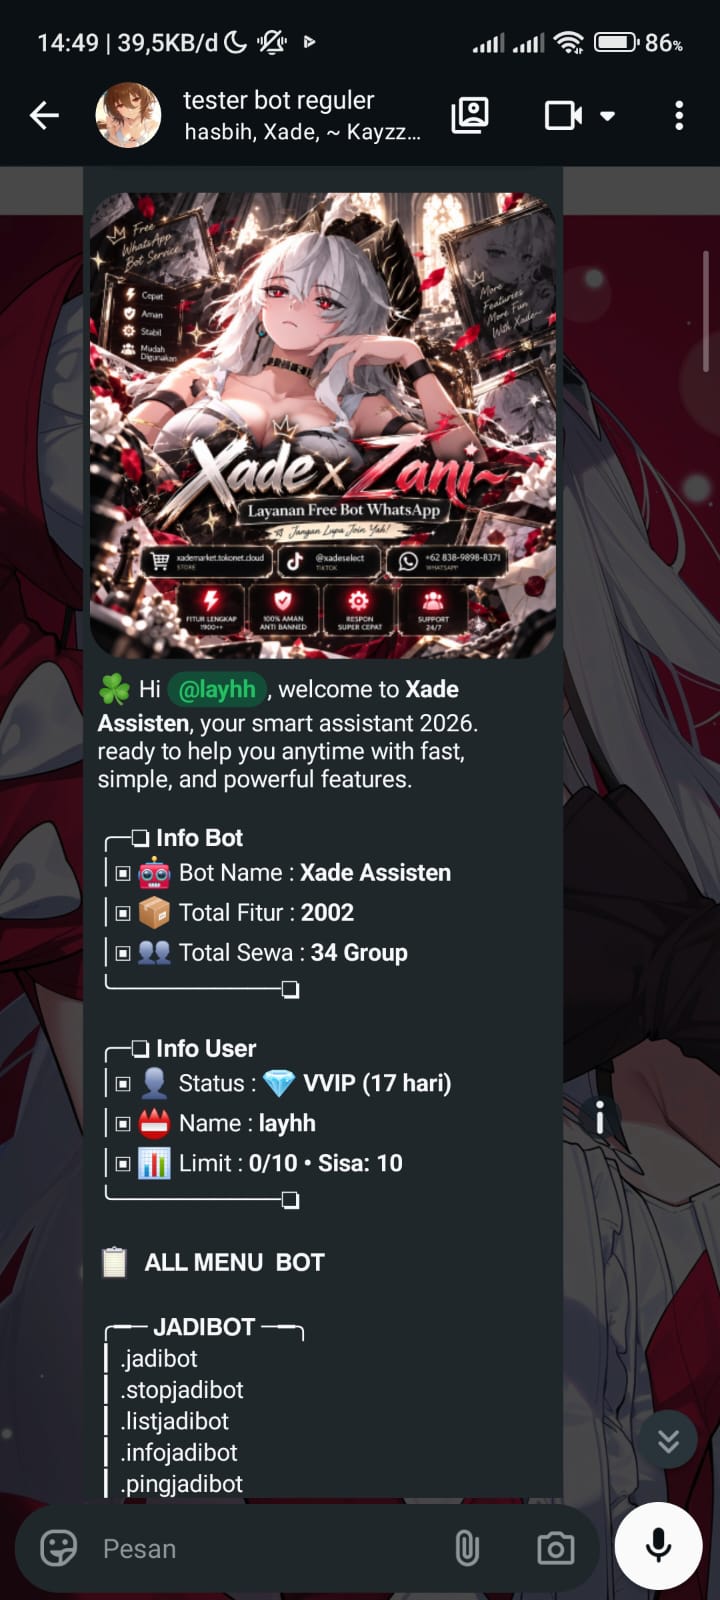 14:49 | 39,5KB/d
86%
tester bot reguler
hasbih, Xade, ~ Kayzz...
Free
WhatsApp
Bot Service
Cepat
Aman
Stabil
Mudah
Digunakan
More
Features
More Fun
With Xade~
Xade x Zani~
Layanan Free Bot WhatsApp
Jangan Lupa Join Yah!
xademarket.tokonet.cloud
STORE
@xadeselect
TIKTOK
+62 838-9898-8371
WHATSAPP
FITUR LENGKAP
1900++
100% AMAN
ANTI BANNED
RESPON
SUPER CEPAT
SUPPORT
24/7
☘️ Hi @layhh , welcome to Xade
Assisten, your smart assistant 2026.
ready to help you anytime with fast,
simple, and powerful features.
╭─❏ Info Bot
│▣ 🤖 Bot Name : Xade Assisten
│▣ 📦 Total Fitur : 2002
│▣ 👥 Total Sewa : 34 Group
╰────────────❏
╭─❏ Info User
│▣ 👤 Status : 💎 VVIP (17 hari)
│▣ 📛 Name : layhh
│▣ 📊 Limit : 0/10 • Sisa: 10
╰────────────❏
📋 ALL MENU BOT
╭── JADIBOT ──╮
┃ .jadibot
┃ .stopjadibot
┃ .listjadibot
┃ .infojadibot
┃ .pingjadibot
Pesan